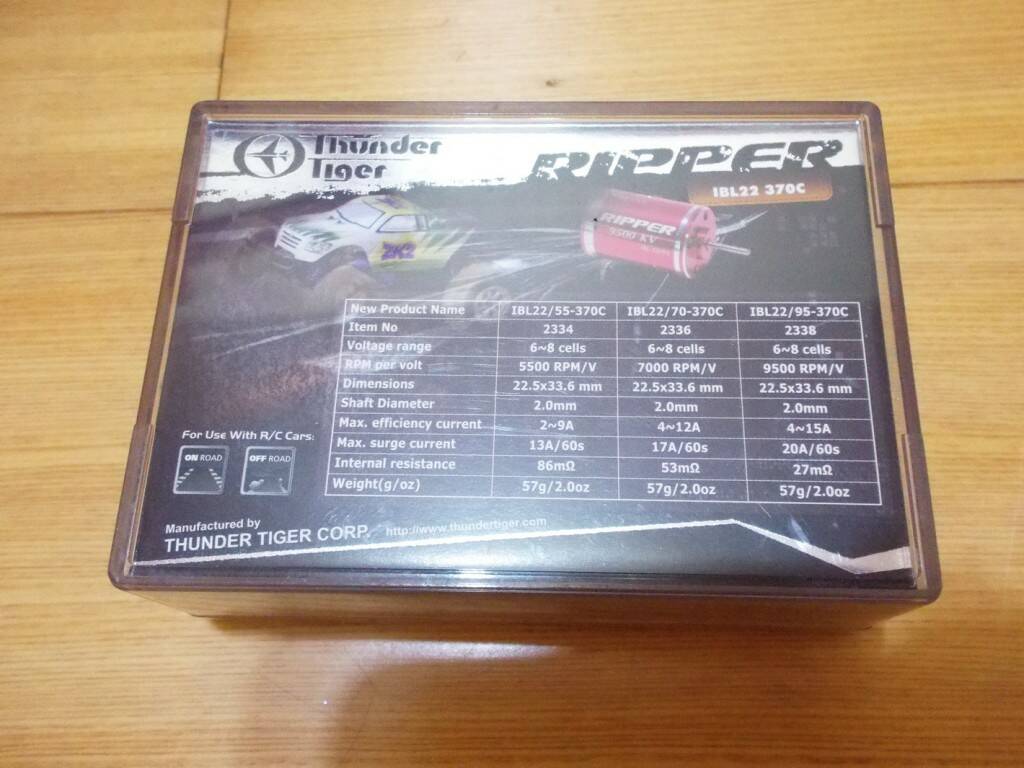 Thunder
Tiger
RIPPER
IBL22 370C
RIPPER
9500 KV
ZK2
New Product Name IBL22/55-370C IBL22/70-370C IBL22/95-370C
Item No 2334 2336 2338
Voltage range 6~8 cells 6~8 cells 6~8 cells
RPM per volt 5500 RPM/V 7000 RPM/V 9500 RPM/V
Dimensions 22.5x33.6 mm 22.5x33.6 mm 22.5x33.6 mm
Shaft Diameter 2.0mm 2.0mm 2.0mm
Max. efficiency current 2~9A 4~12A 4~15A
Max. surge current 13A/60s 17A/60s 20A/60s
Internal resistance 86mΩ 53mΩ 27mΩ
Weight(g/oz) 57g/2.0oz 57g/2.0oz 57g/2.0oz
For Use With R/C Cars:
ON ROAD OFF ROAD
Manufactured by
THUNDER TIGER CORP. http://www.thundertiger.com